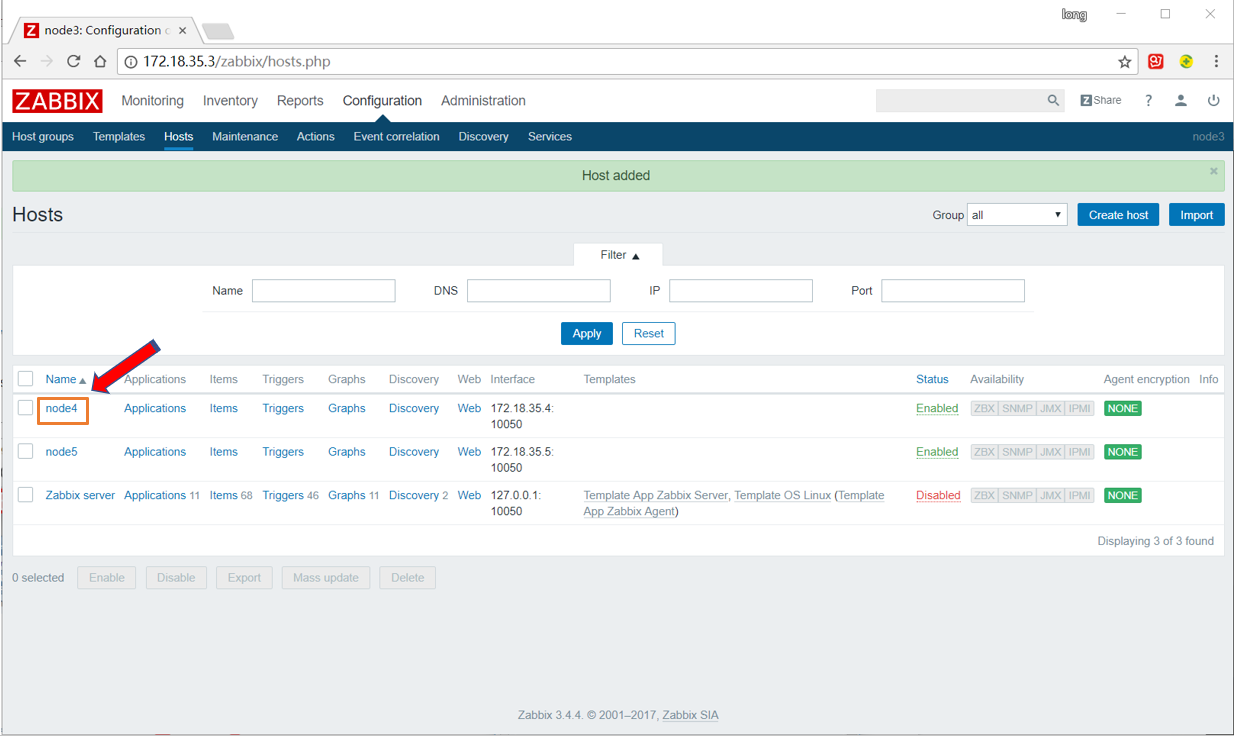 long
node3: Configuration
172.18.35.3/zabbix/hosts.php
ZABBIX Monitoring Inventory Reports Configuration Administration Z Share ?
Host groups Templates Hosts Maintenance Actions Event correlation Discovery Services node3
Host added
Hosts Group all Create host Import
Filter
Name DNS IP Port
Apply Reset
Name Applications Items Triggers Graphs Discovery Web Interface Templates Status Availability Agent encryption Info
node4 Applications Items Triggers Graphs Discovery Web 172.18.35.4: Enabled ZBX SNMP JMX IPMI NONE
10050
node5 Applications Items Triggers Graphs Discovery Web 172.18.35.5: Enabled ZBX SNMP JMX IPMI NONE
10050
Zabbix server Applications 11 Items 68 Triggers 46 Graphs 11 Discovery 2 Web 127.0.0.1: Template App Zabbix Server, Template OS Linux (Template Disabled ZBX SNMP JMX IPMI NONE
10050 App Zabbix Agent)
Displaying 3 of 3 found
0 selected Enable Disable Export Mass update Delete
Zabbix 3.4.4. © 2001–2017, Zabbix SIA